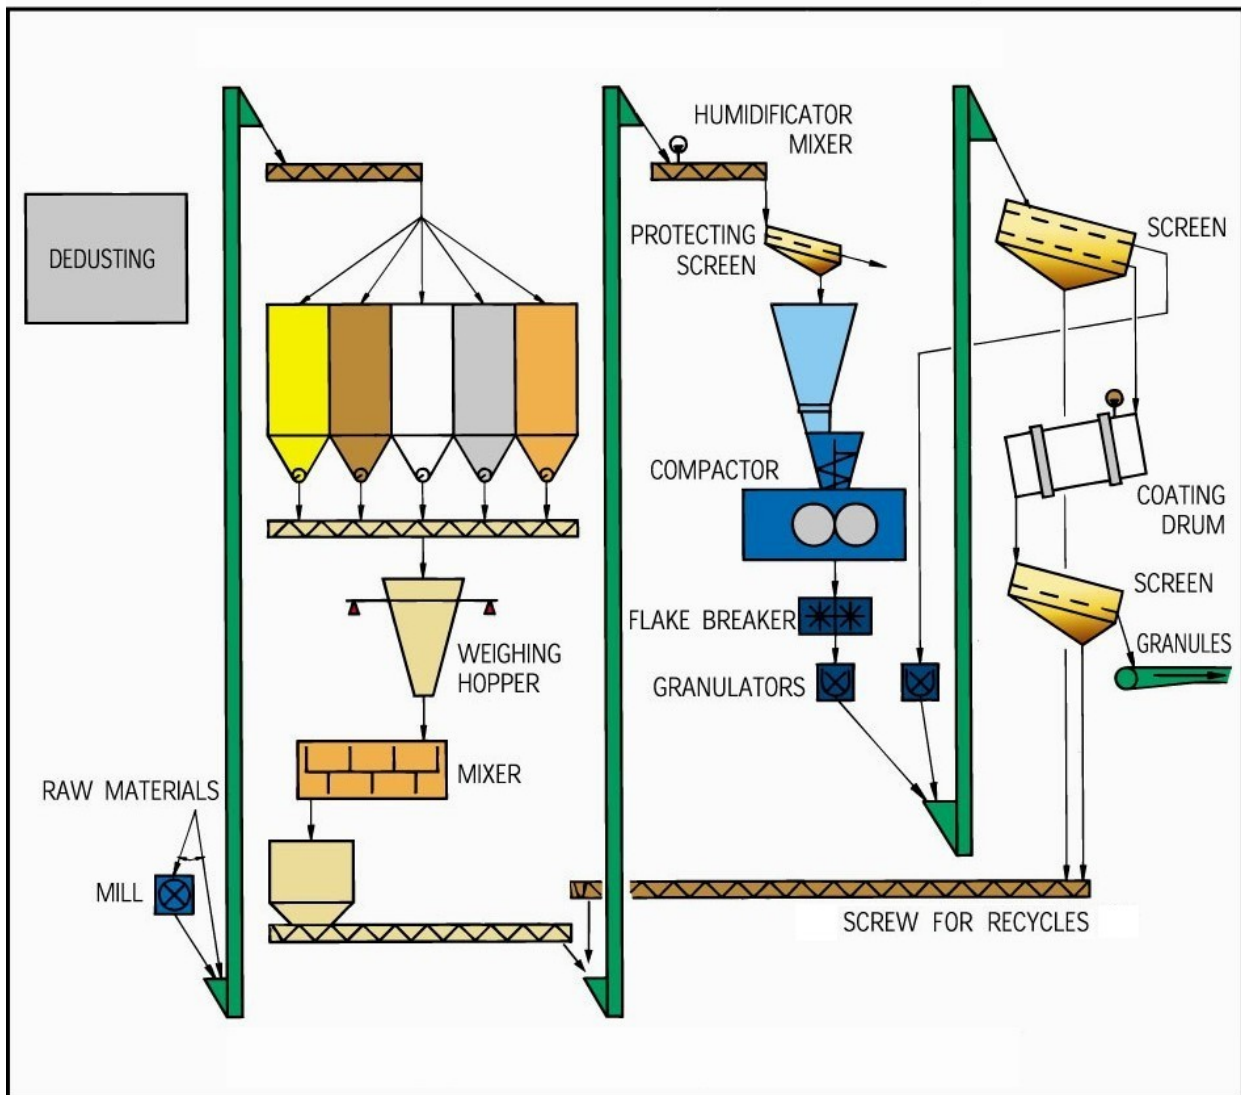 HUMIDIFICATOR
MIXER
DEDUSTING
PROTECTING
SCREEN
SCREEN
COMPACTOR
COATING
DRUM
SCREEN
FLAKE BREAKER
GRANULES
WEIGHING
HOPPER
GRANULATORS
MIXER
RAW MATERIALS
MILL
SCREW FOR RECYCLES